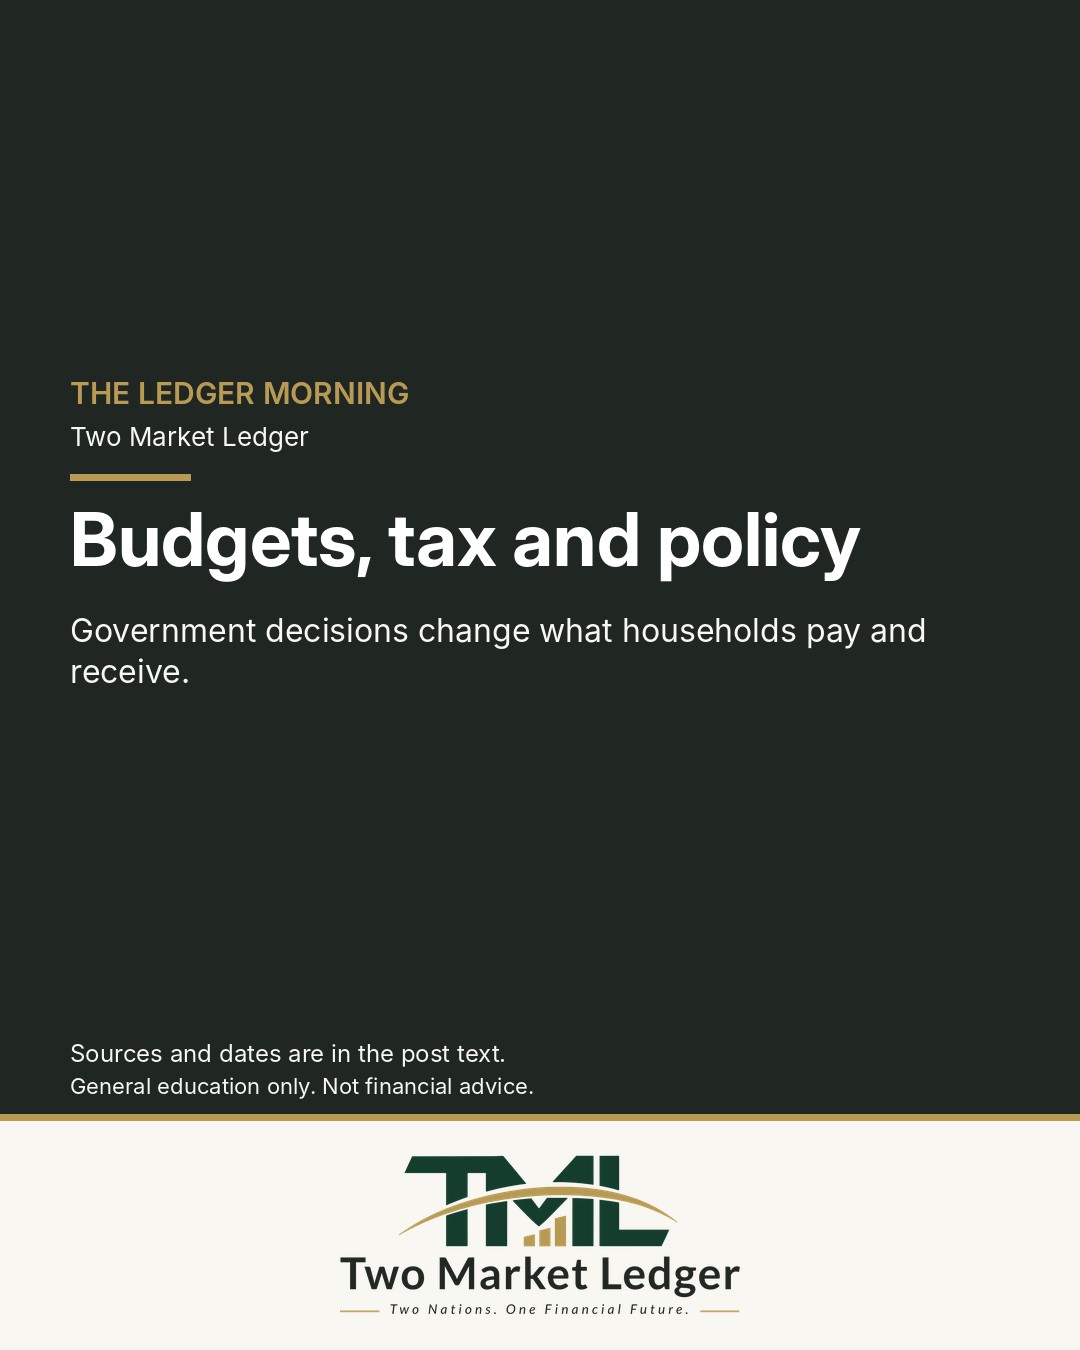 THE LEDGER MORNING
Two Market Ledger
Budgets, tax and policy
Government decisions change what households pay and
receive.
Sources and dates are in the post text.
General education only. Not financial advice.
TML
Two Market Ledger
Two Nations. One Financial Future.